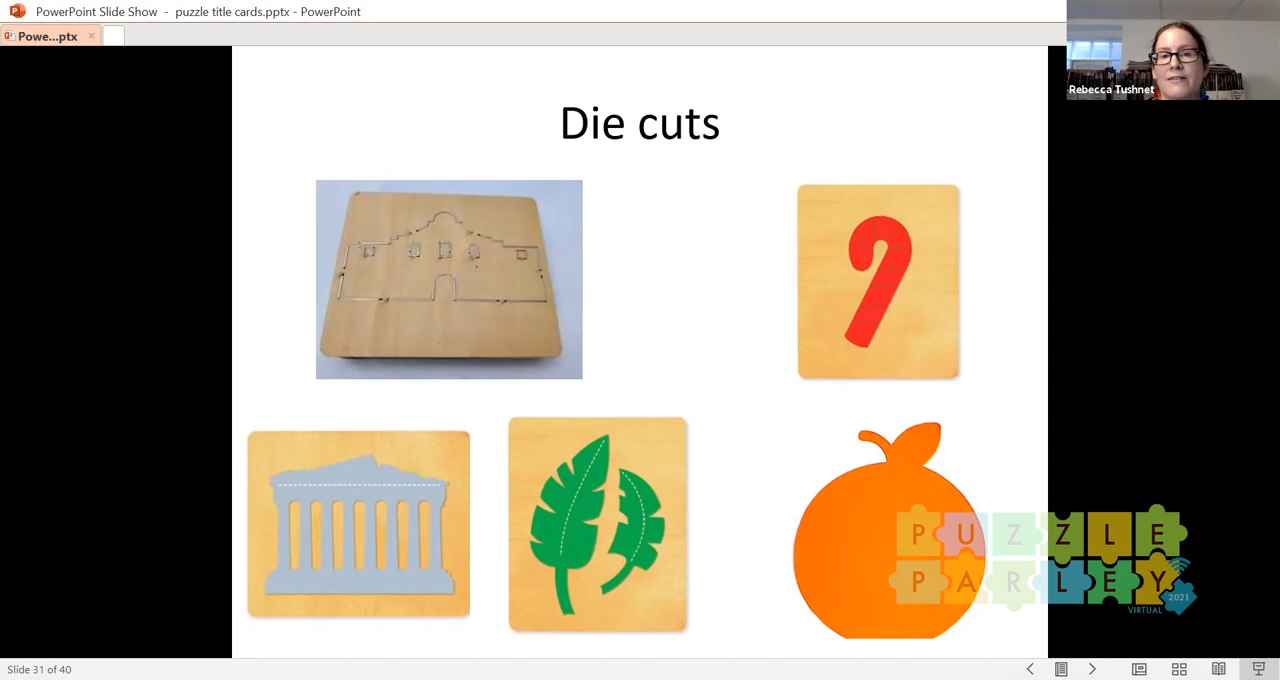 PowerPoint Slide Show - puzzle title cards.pptx - PowerPoint
Powe...ptx
Rebecca Tushnet
Die cuts
PUZZLE
PARLEY
VIRTUAL 2021
Slide 31 of 40